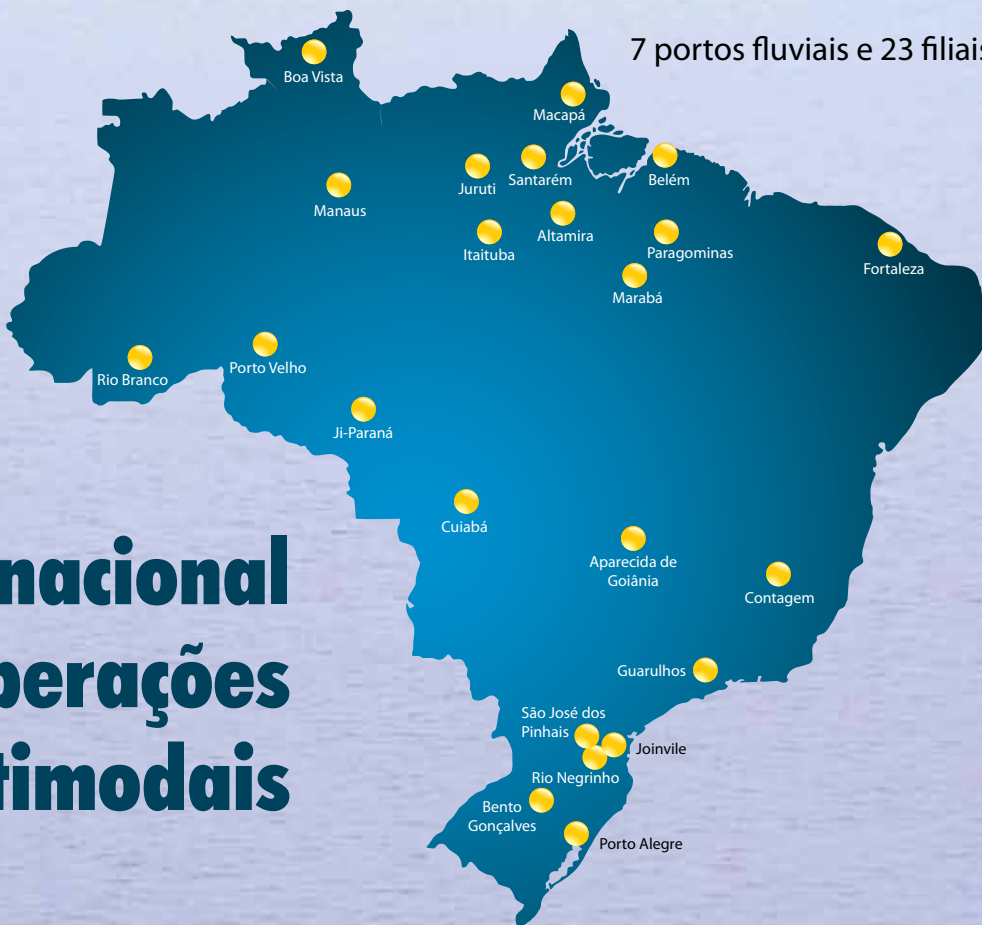 7 portos fluviais e 23 filiais
Boa Vista
Macapá
Juruti
Santarém
Belém
Manaus
Altamira
Itaituba
Paragominas
Fortaleza
Marabá
Porto Velho
Rio Branco
Ji-Paraná
Cuiabá
Aparecida de
Goiânia
Contagem
nacional
perações
timodais
Guarulhos
São José dos
Pinhais
Joinvile
Rio Negrinho
Bento
Gonçalves
Porto Alegre